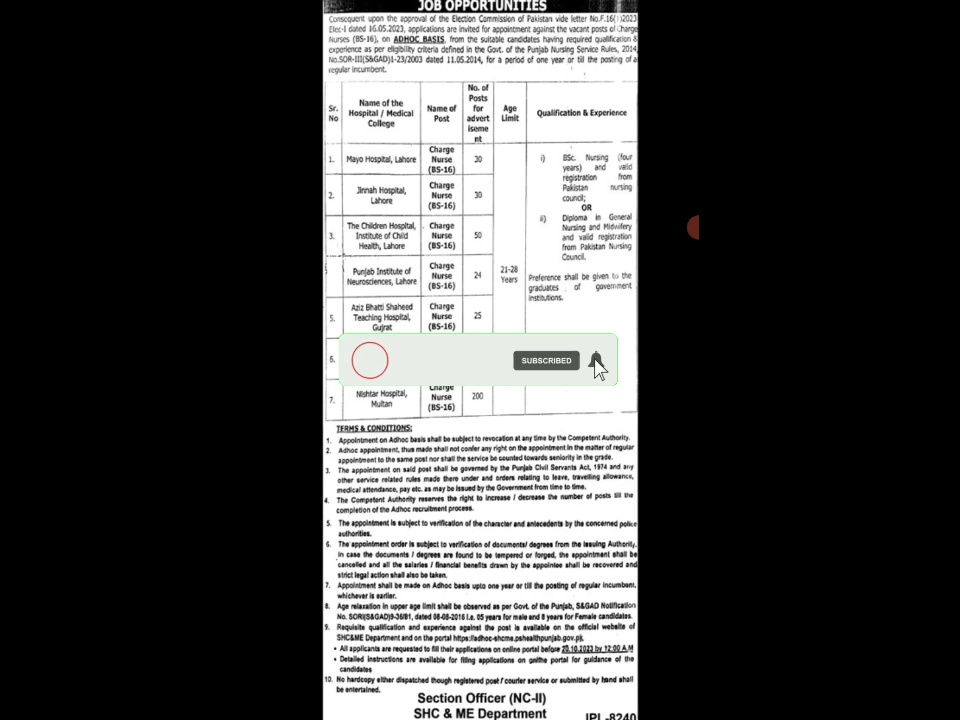 JOB OPPORTUNITIES
Consequent upon the approval of the Election Commission of Pakistan vide letter No.F.16(1)2023
Elec-I dated 16.05.2023, applications are invited for appointment against the vacant posts of Charge
Nurses (BS-16), on ADHOC BASIS, from the suitable candidates having required qualification &
experience as per eligibility criteria defined in the Govt. of the Punjab Nursing Service Rules, 2014,
No.SOR-III(S&GAD)1-23/2003 dated 11.05.2014, for a period of one year or till the posting of a
regular incumbent.
Sr. No
Name of the Hospital / Medical College
Name of Post
No. of Posts for advert iseme nt
Age Limit
Qualification & Experience
1.
Mayo Hospital, Lahore
Charge Nurse (BS-16)
30
2.
Jinnah Hospital, Lahore
Charge Nurse (BS-16)
30
3.
The Children Hospital, Institute of Child Health, Lahore
Charge Nurse (BS-16)
50
Punjab Institute of Neurosciences, Lahore
Charge Nurse (BS-16)
24
5.
Aziz Bhatti Shaheed Teaching Hospital, Gujrat
Charge Nurse (BS-16)
25
6.
7.
Nishtar Hospital, Multan
Charge Nurse (BS-16)
200
21-28 Years
i) BSc. Nursing (four
years) and valid
registration from
Pakistan nursing
council;
OR
ii) Diploma in General
Nursing and Midwifery
and valid registration
from Pakistan Nursing
Council.
Preference shall be given to the
graduates of government
institutions.
SUBSCRIBED
TERMS & CONDITIONS:
1. Appointment on Adhoc basis shall be subject to revocation at any time by the Competent Authority.
2. Adhoc appointment, thus made shall not confer any right on the appointment in the matter of regular
appointment to the same post nor shall the service be counted towards seniority in the grade.
3. The appointment on said post shall be governed by the Punjab Civil Servants Act, 1974 and any
other service related rules made there under and orders relating to leave, travelling allowance,
medical attendance, pay etc. as may be issued by the Government from time to time.
4. The Competent Authority reserves the right to increase / decrease the number of posts till the
completion of the Adhoc recruitment process.
5. The appointment is subject to verification of the character and antecedents by the concerned police
authorities.
6. The appointment order is subject to verification of documents/ degrees from the issuing Authority.
In case the documents / degrees are found to be tempered or forged, the appointment shall be
cancelled and all the salaries / financial benefits drawn by the appointee shall be recovered and
strict legal action shall also be taken.
7. Appointment shall be made on Adhoc basis upto one year or till the posting of regular incumbent,
whichever is earlier.
8. Age relaxation in upper age limit shall be observed as per Govt. of the Punjab, S&GAD Notification
No. SORI(S&GAD)9-36/81, dated 08-08-2016 i.e. 05 years for male and 8 years for Female candidates.
9. Requisite qualification and experience against the post is available on the official website of
SHC&ME Department and on the portal https://adhoc-shcme.pshealthpunjab.gov.pk.
• All applicants are requested to fill their applications on online portal before 20.10.2023 by 12:00 A.M
• Detailed instructions are available for filing applications on online portal for guidance of the
candidates
10. No hardcopy either dispatched though registered post / courier service or submitted by hand shall
be entertained.
Section Officer (NC-II)
SHC & ME Department
IPL-8240